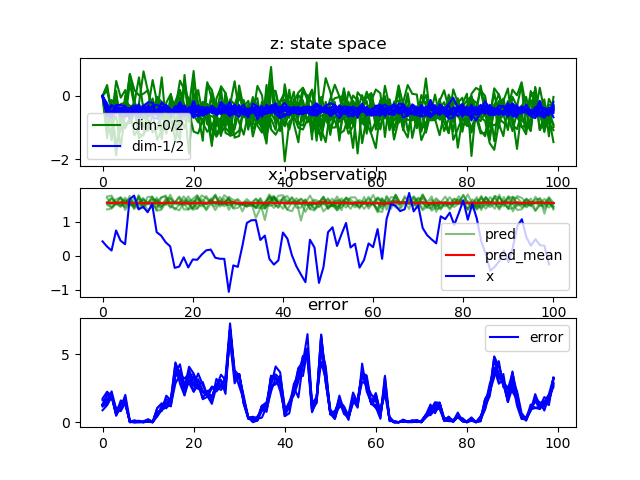 z: state space
0
−2
dim-0/2
dim-1/2
0
20
40
60
80
100
x: observation
1
0
−1
pred
pred_mean
x
0
20
40
60
80
100
error
5
0
error
0
20
40
60
80
100